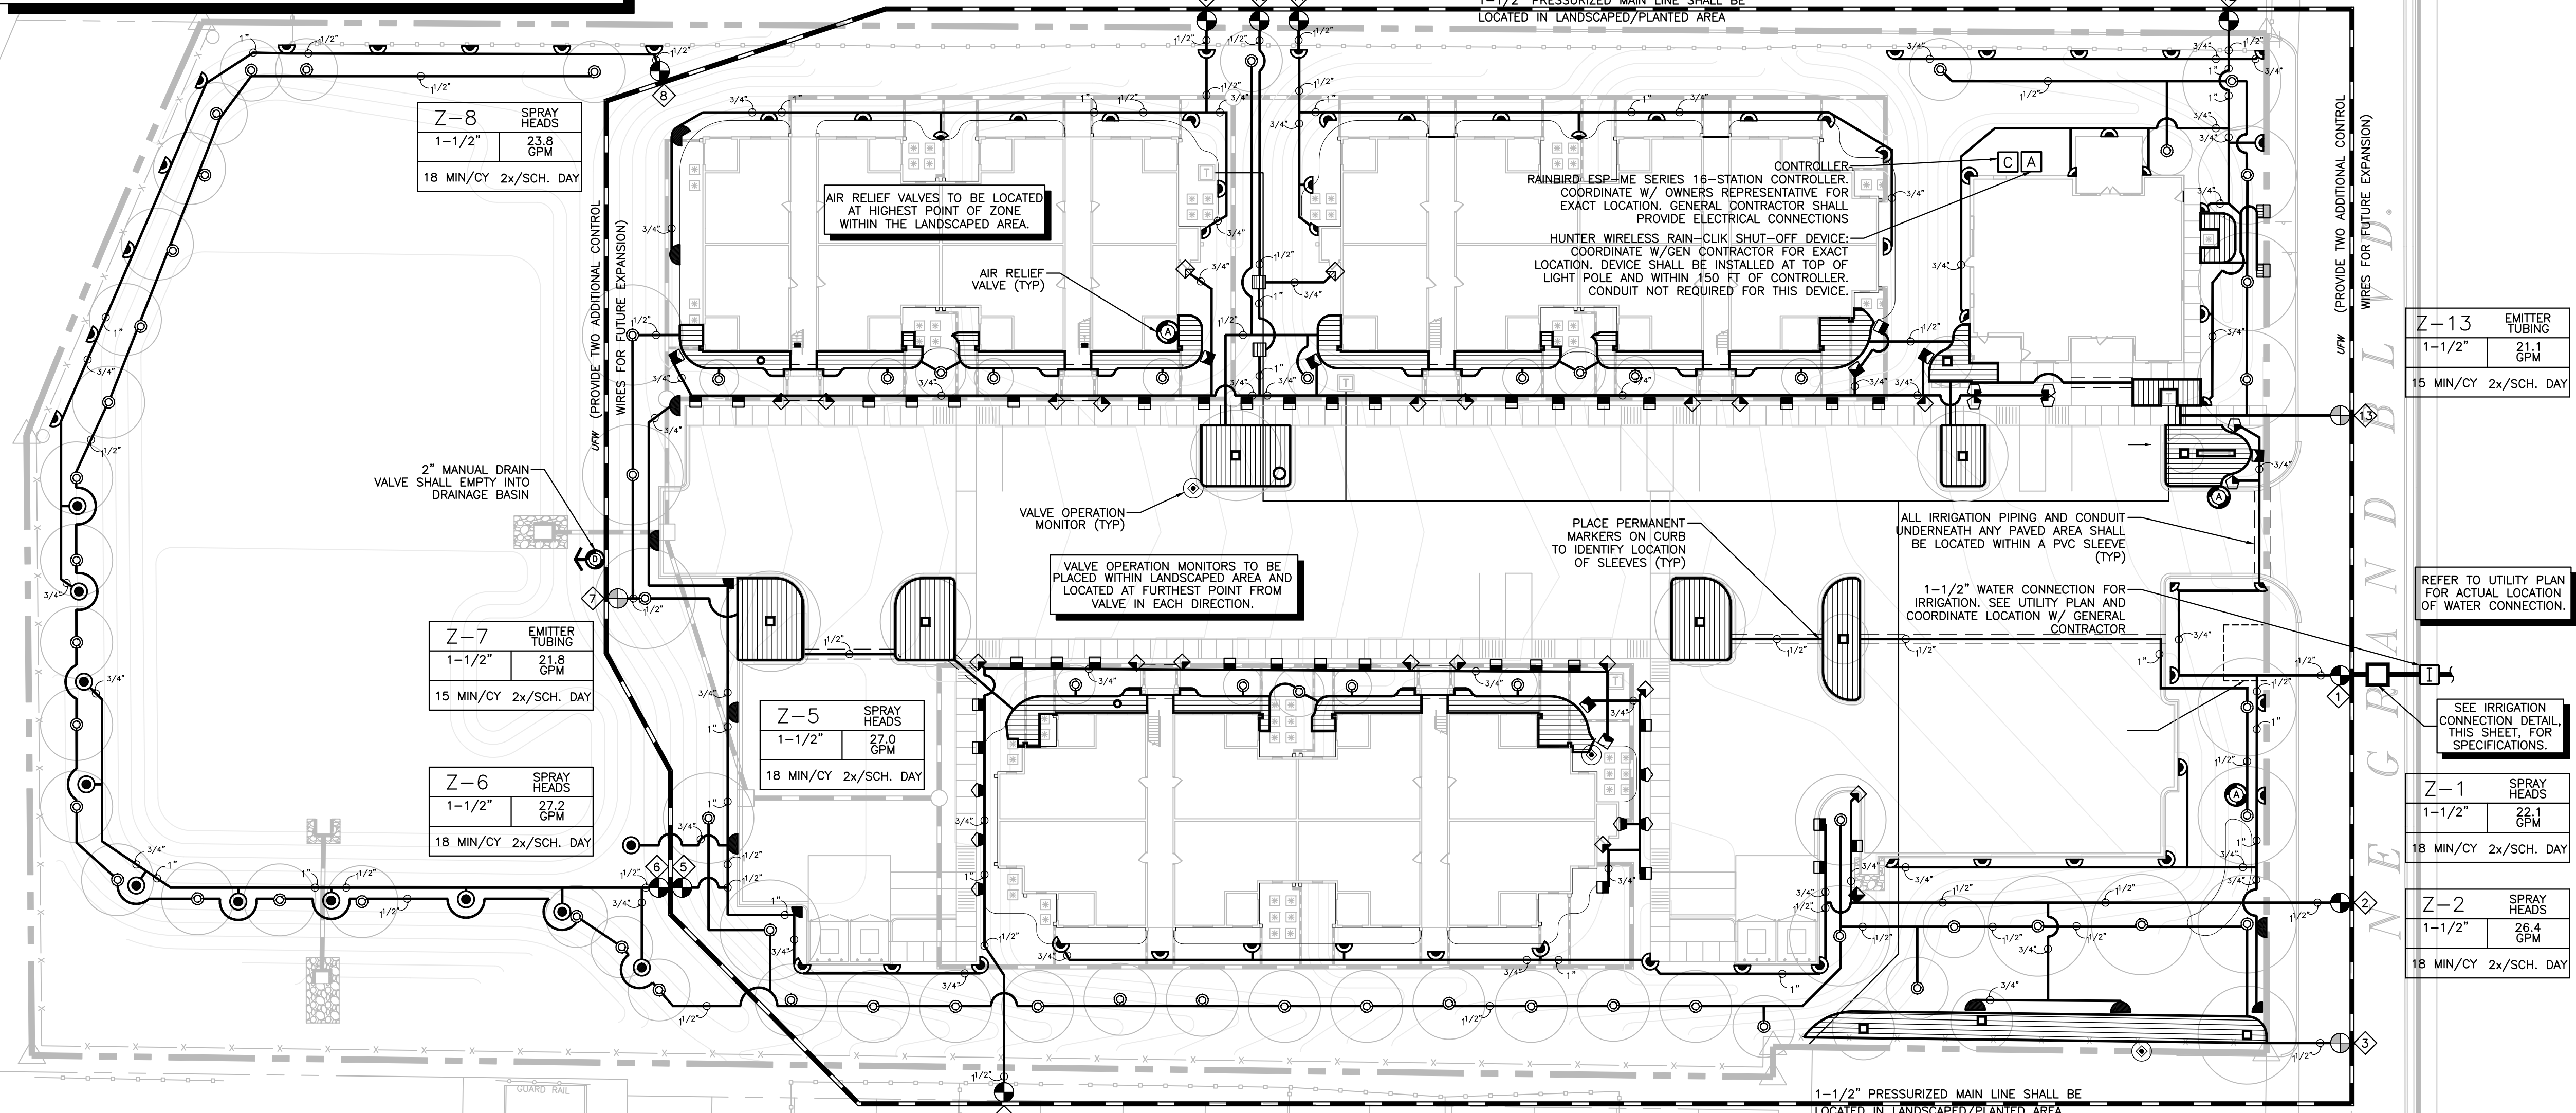 1-1/2" PRESSURIZED MAIN LINE SHALL BE
LOCATED IN LANDSCAPED/PLANTED AREA
Z-8
SPRAY
HEADS
1-1/2"
23.8
GPM
18 MIN/CY 2x/SCH. DAY
8
UFW (PROVIDE TWO ADDITIONAL CONTROL
WIRES FOR FUTURE EXPANSION)
AIR RELIEF VALVES TO BE LOCATED
AT HIGHEST POINT OF ZONE
WITHIN THE LANDSCAPED AREA.
AIR RELIEF
VALVE (TYP)
A
CONTROLLER
RAINBIRD ESP-ME SERIES 16-STATION CONTROLLER.
COORDINATE W/ OWNERS REPRESENTATIVE FOR
EXACT LOCATION. GENERAL CONTRACTOR SHALL
PROVIDE ELECTRICAL CONNECTIONS
C A
HUNTER WIRELESS RAIN-CLIK SHUT-OFF DEVICE:
COORDINATE W/GEN CONTRACTOR FOR EXACT
LOCATION. DEVICE SHALL BE INSTALLED AT TOP OF
LIGHT POLE AND WITHIN 150 FT OF CONTROLLER.
CONDUIT NOT REQUIRED FOR THIS DEVICE.
UFW (PROVIDE TWO ADDITIONAL CONTROL
WIRES FOR FUTURE EXPANSION)
Z-13
EMITTER
TUBING
1-1/2"
21.1
GPM
15 MIN/CY 2x/SCH. DAY
13
NE GRAND BLVD.
2" MANUAL DRAIN
VALVE SHALL EMPTY INTO
DRAINAGE BASIN
D
VALVE OPERATION
MONITOR (TYP)
VALVE OPERATION MONITORS TO BE
PLACED WITHIN LANDSCAPED AREA AND
LOCATED AT FURTHEST POINT FROM
VALVE IN EACH DIRECTION.
PLACE PERMANENT
MARKERS ON CURB
TO IDENTIFY LOCATION
OF SLEEVES (TYP)
A
ALL IRRIGATION PIPING AND CONDUIT
UNDERNEATH ANY PAVED AREA SHALL
BE LOCATED WITHIN A PVC SLEEVE
(TYP)
1-1/2" WATER CONNECTION FOR
IRRIGATION. SEE UTILITY PLAN AND
COORDINATE LOCATION W/ GENERAL
CONTRACTOR
REFER TO UTILITY PLAN
FOR ACTUAL LOCATION
OF WATER CONNECTION.
7
Z-7
EMITTER
TUBING
1-1/2"
21.8
GPM
15 MIN/CY 2x/SCH. DAY
Z-5
SPRAY
HEADS
1-1/2"
27.0
GPM
18 MIN/CY 2x/SCH. DAY
Z-6
SPRAY
HEADS
1-1/2"
27.2
GPM
18 MIN/CY 2x/SCH. DAY
6 5
1
I
SEE IRRIGATION
CONNECTION DETAIL,
THIS SHEET, FOR
SPECIFICATIONS.
A
Z-1
SPRAY
HEADS
1-1/2"
22.1
GPM
18 MIN/CY 2x/SCH. DAY
2
Z-2
SPRAY
HEADS
1-1/2"
26.4
GPM
18 MIN/CY 2x/SCH. DAY
3
GUARD RAIL
1-1/2" PRESSURIZED MAIN LINE SHALL BE
LOCATED IN LANDSCAPED/PLANTED AREA